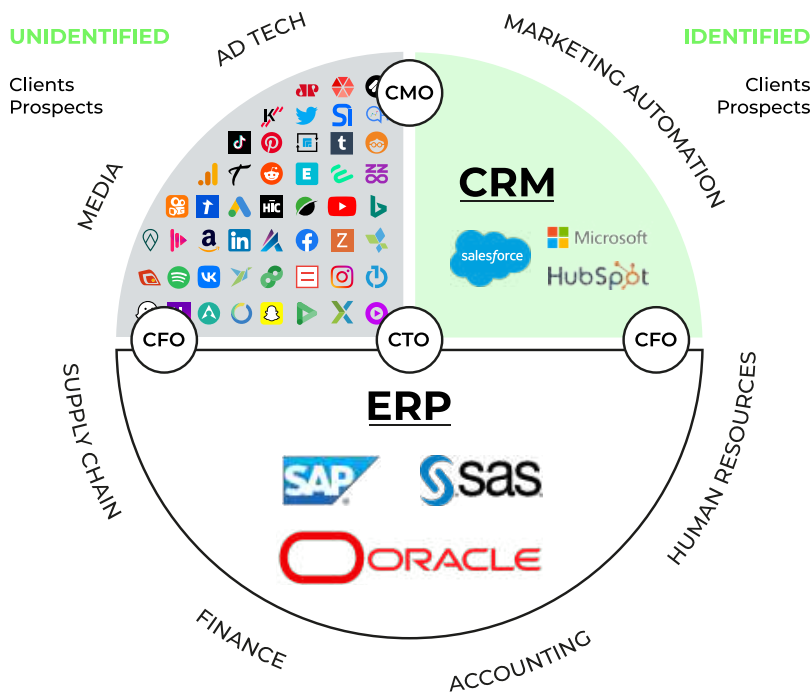 UNIDENTIFIED
Clients
Prospects
AD TECH
MEDIA
MARKETING AUTOMATION
IDENTIFIED
Clients
Prospects
CMO
CRM
salesforce
Microsoft
HubSpot
CFO
CTO
CFO
ERP
SAP
sas
ORACLE
SUPPLY CHAIN
HUMAN RESOURCES
FINANCE
ACCOUNTING